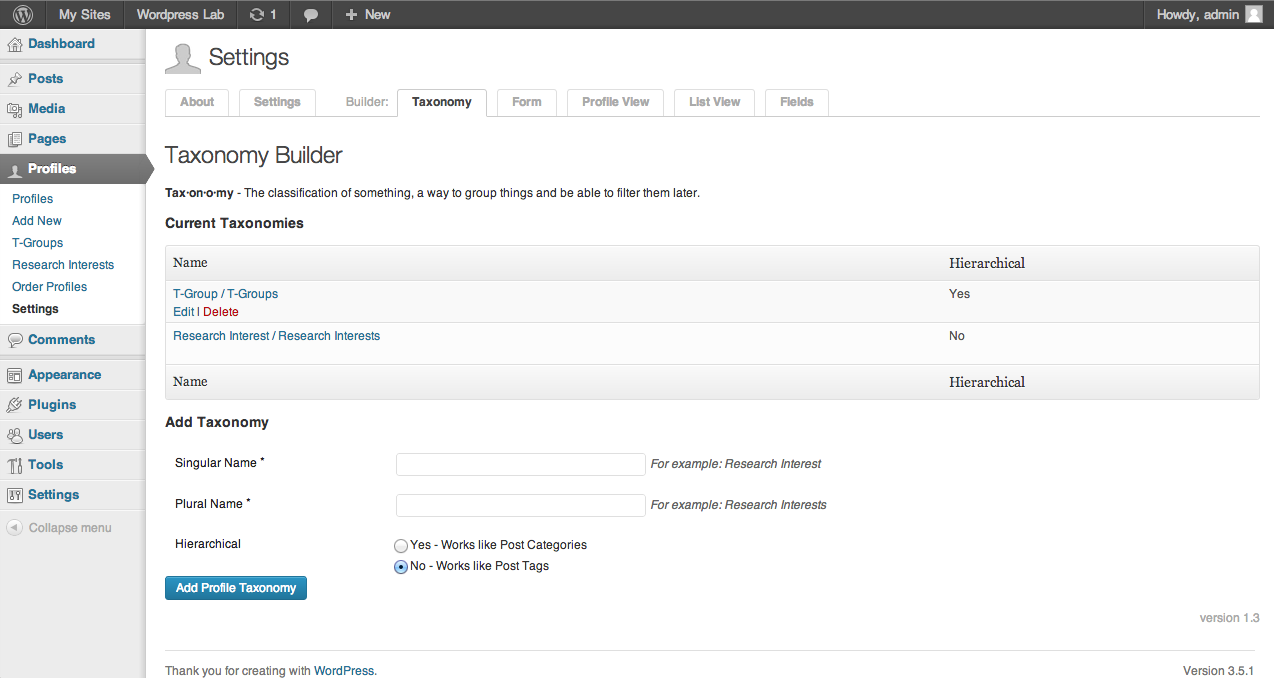 My Sites Wordpress Lab 1 New Howdy, admin
Dashboard
Posts
Media
Pages
Profiles
Profiles
Add New
T-Groups
Research Interests
Order Profiles
Settings
Comments
Appearance
Plugins
Users
Tools
Settings
Collapse menu
Settings
About Settings Builder: Taxonomy Form Profile View List View Fields
Taxonomy Builder
Tax·on·o·my - The classification of something, a way to group things and be able to filter them later.
Current Taxonomies
Name Hierarchical
T-Group / T-Groups Yes
Edit | Delete
Research Interest / Research Interests No
Name Hierarchical
Add Taxonomy
Singular Name * For example: Research Interest
Plural Name * For example: Research Interests
Hierarchical Yes - Works like Post Categories
No - Works like Post Tags
Add Profile Taxonomy
version 1.3
Thank you for creating with WordPress. Version 3.5.1